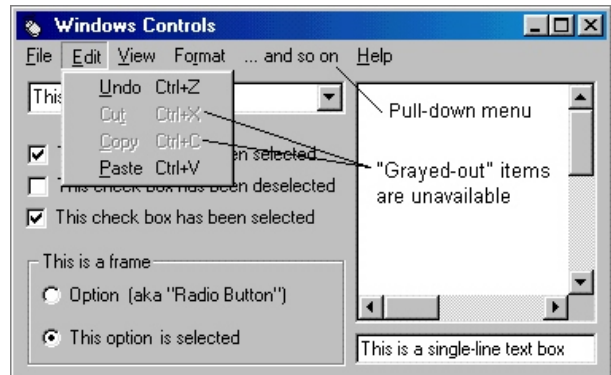 Windows Controls
File Edit View Format ... and so on Help
Undo Ctrl+Z
Cut Ctrl+X
Copy Ctrl+C
Paste Ctrl+V
This
en selected
This check box has been deselected
This check box has been selected
This is a frame
Option (aka "Radio Button")
This option is selected
Pull-down menu
"Grayed-out" items
are unavailable
This is a single-line text box